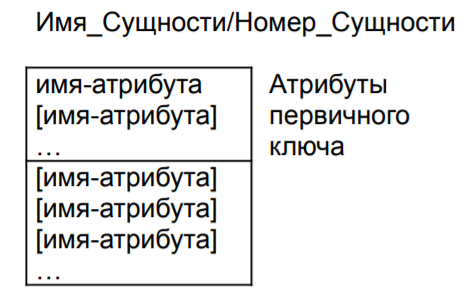 Имя_Сущности/Номер_Сущности
имя-атрибута
[имя-атрибута]
...
Атрибуты
первичного
ключа
[имя-атрибута]
[имя-атрибута]
[имя-атрибута]
...